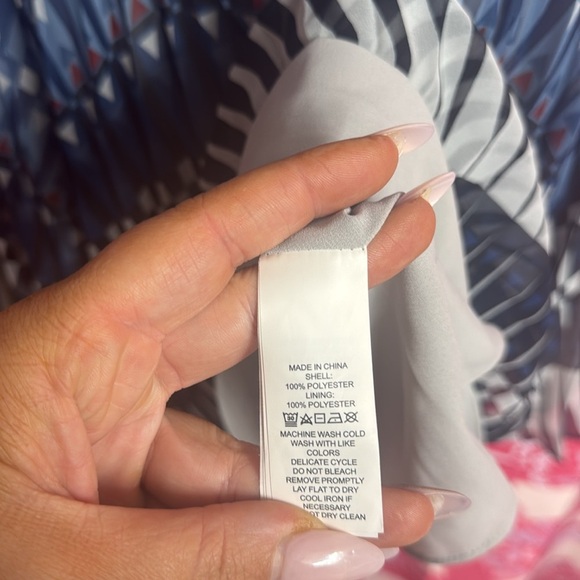 MADE IN CHINA
SHELL:
100% POLYESTER
LINING:
100% POLYESTER
30
MACHINE WASH COLD
WASH WITH LIKE
COLORS
DELICATE CYCLE
DO NOT BLEACH
REMOVE PROMPTLY
LAY FLAT TO DRY
COOL IRON IF
NECESSARY
DRY CLEAN